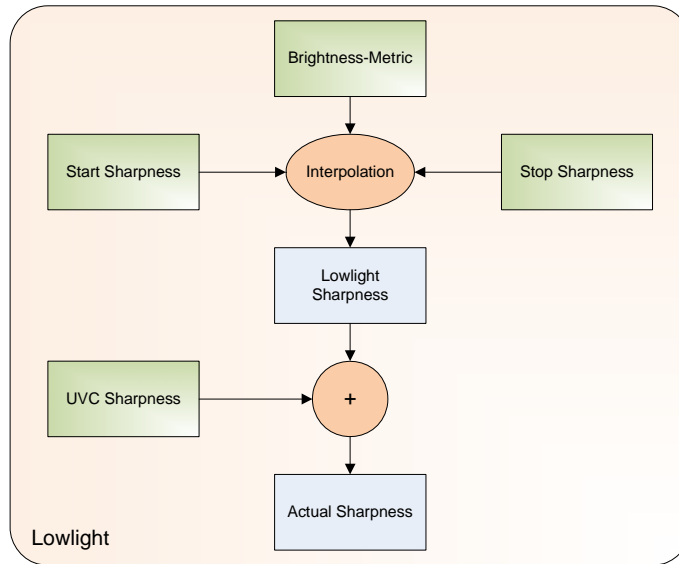 Brightness-Metric
Start Sharpness
Interpolation
Stop Sharpness
Lowlight
Sharpness
UVC Sharpness
+
Actual Sharpness
Lowlight